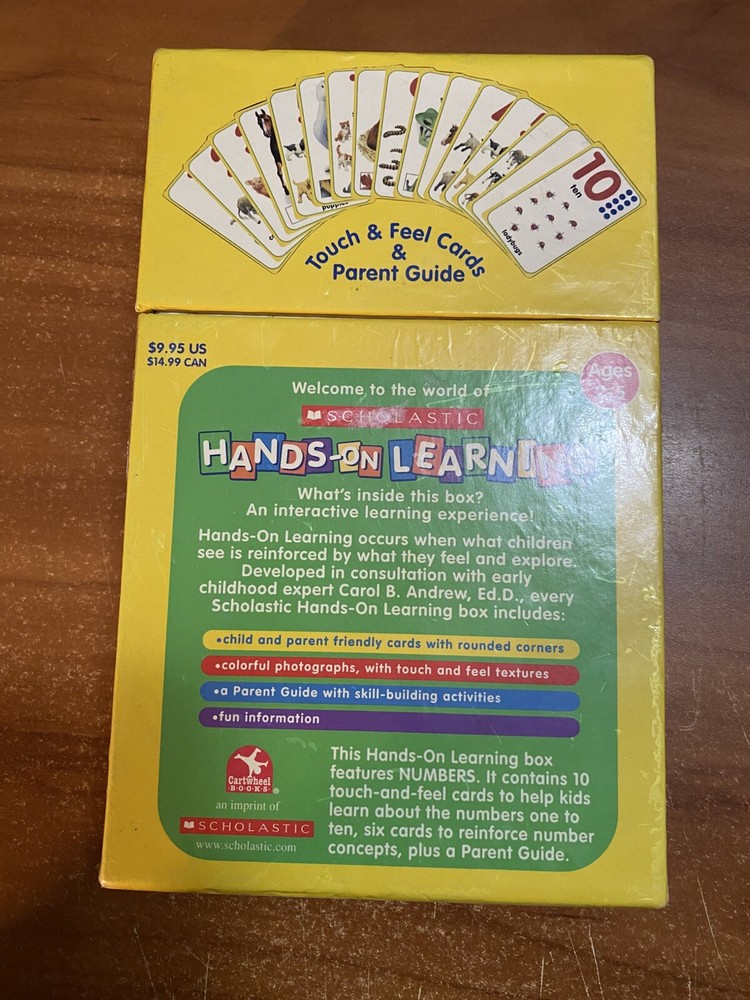 puppies
10
ten
ladybugs
Touch & Feel Cards
&
Parent Guide
$9.95 US
$14.99 CAN
Ages
5
Welcome to the world of
SCHOLASTIC
HANDS-ON LEARNING
What's inside this box?
An interactive learning experience!
Hands-On Learning occurs when what children
see is reinforced by what they feel and explore.
Developed in consultation with early
childhood expert Carol B. Andrew, Ed.D., every
Scholastic Hands-On Learning box includes:
•child and parent friendly cards with rounded corners
•colorful photographs, with touch and feel textures
•a Parent Guide with skill-building activities
•fun information
Cartwheel
·BOOKS·®
an imprint of
SCHOLASTIC
www.scholastic.com
This Hands-On Learning box
features NUMBERS. It contains 10
touch-and-feel cards to help kids
learn about the numbers one to
ten, six cards to reinforce number
concepts, plus a Parent Guide.